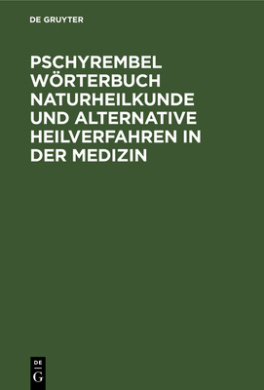 DE GRUYTER
PSCHYREMBEL
WÖRTERBUCH
NATURHEILKUNDE
UND ALTERNATIVE
HEILVERFAHREN IN
DER MEDIZIN
DE
G